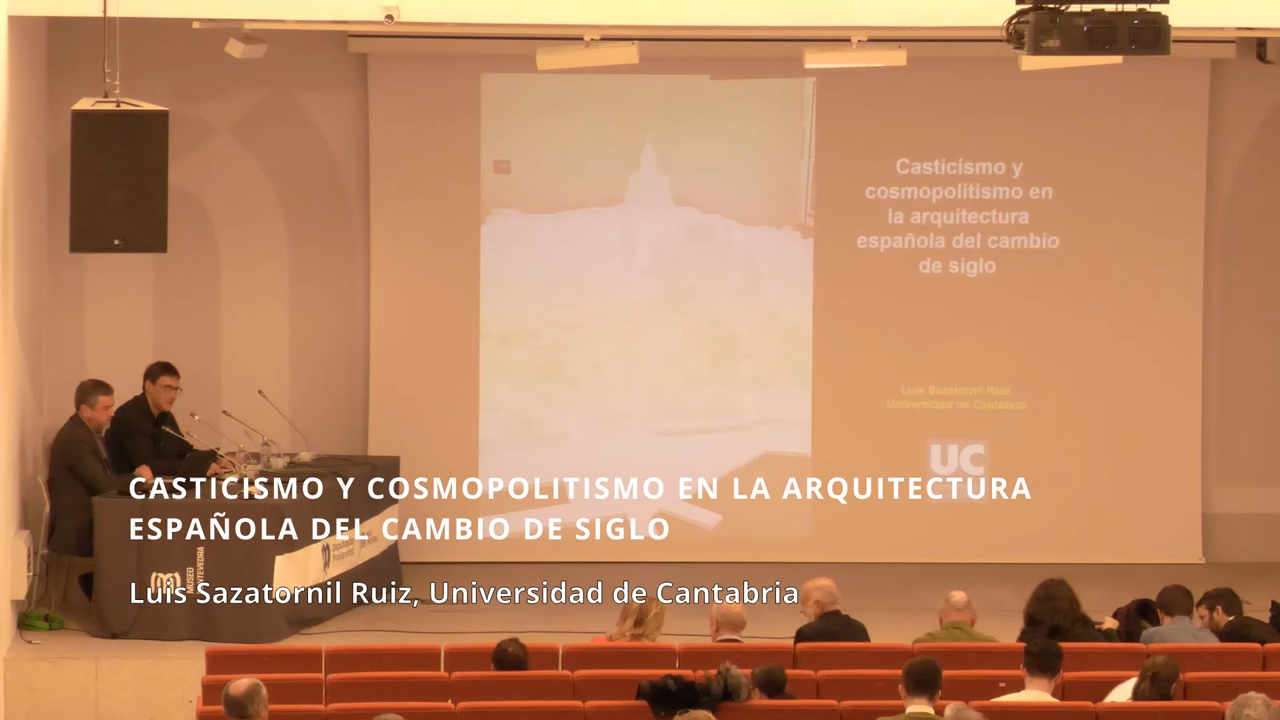 Casticismo y
cosmopolitismo en
la arquitectura
española del cambio
de siglo
Luis Sazatornil Ruiz
Universidad de Cantabria
UC
CASTICISMO Y COSMOPOLITISMO EN LA ARQUITECTURA
ESPAÑOLA DEL CAMBIO DE SIGLO
Luis Sazatornil Ruiz, Universidad de Cantabria
MUSEO